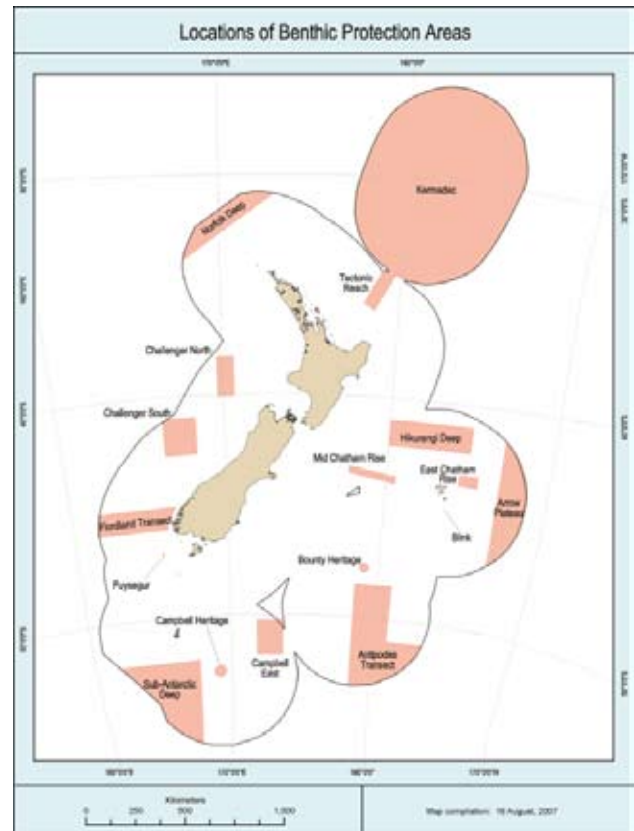 Locations of Benthic Protection Areas
Kermadec
Norfolk Deep
Tectonic
Reach
Challenger North
Challenger South
Hikurangi Deep
Mid Chatham Rise
East Chatham
Rise
Arrow
Plateau
Fiordland Transect
Blink
Puysegur
Bounty Heritage
Campbell Heritage
Campbell
East
Antipodes
Transect
Sub-Antarctic
Deep
Kilometers
0 250 500 1,000
Map compilation: 16 August, 2007